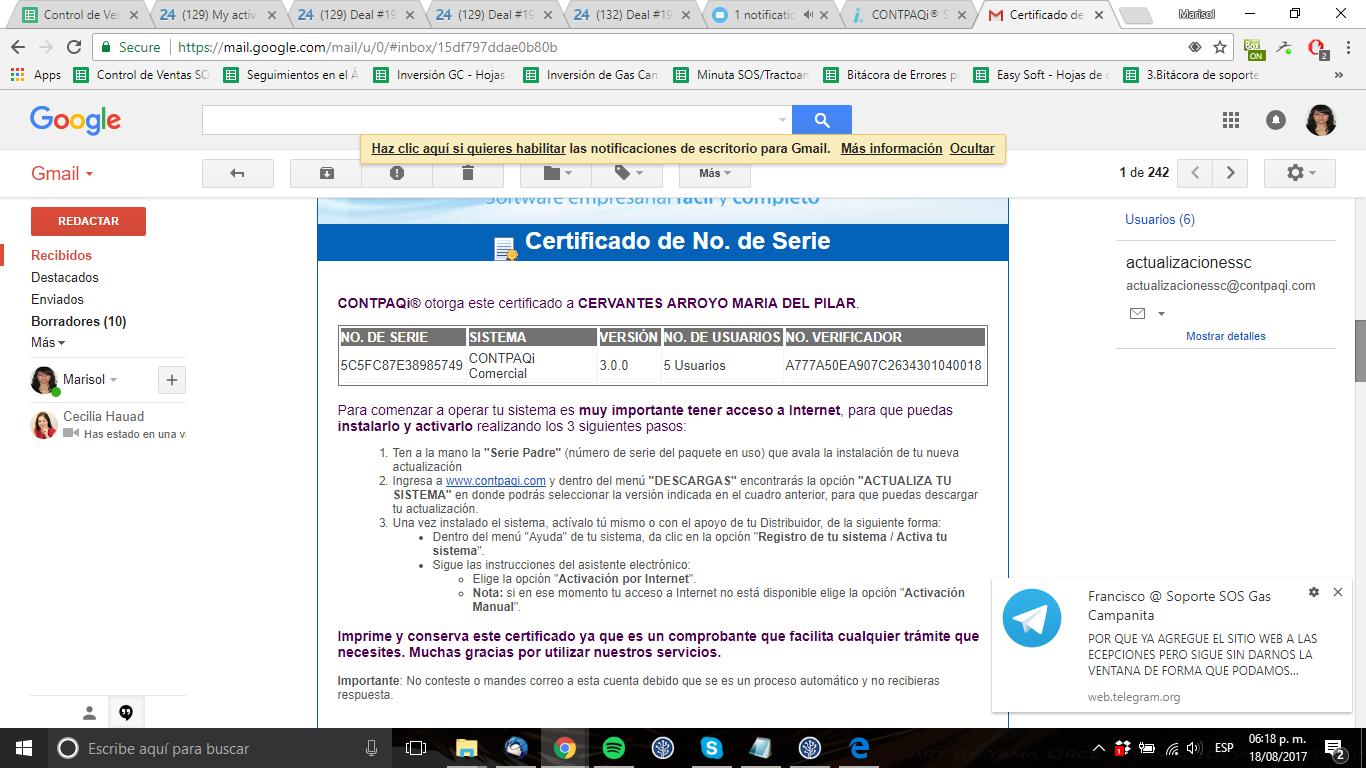 Control de Ve
24 (129) My activ
24 (129) Deal #19
24 (129) Deal #19
24 (132) Deal #19
1 notificatio
CONTPAQi® S
Certificado de
Marisol
Secure https://mail.google.com/mail/u/0/#inbox/15df797ddae0b80b
ON
2
Apps
Control de Ventas SO
Seguimientos en el Á
Inversión GC - Hojas
Inversión de Gas Cam
Minuta SOS/Tractoan
Bitácora de Errores p
Easy Soft - Hojas de c
3.Bitácora de soporte
»
Google
Haz clic aquí si quieres habilitar las notificaciones de escritorio para Gmail. Más información Ocultar
Gmail
Más
1 de 242
REDACTAR
Recibidos
Destacados
Enviados
Borradores (10)
Más
Marisol
Cecilia Hauad
Has estado en una vi
Software empresarial fácil y completo
Certificado de No. de Serie
CONTPAQi® otorga este certificado a CERVANTES ARROYO MARIA DEL PILAR.
NO. DE SERIE SISTEMA VERSIÓN NO. DE USUARIOS NO. VERIFICADOR
5C5FC87E38985749 CONTPAQi Comercial 3.0.0 5 Usuarios A777A50EA907C2634301040018
Para comenzar a operar tu sistema es muy importante tener acceso a Internet, para que puedas
instalarlo y activarlo realizando los 3 siguientes pasos:
1. Ten a la mano la "Serie Padre" (número de serie del paquete en uso) que avala la instalación de tu nueva
actualización
2. Ingresa a www.contpaqi.com y dentro del menú "DESCARGAS" encontrarás la opción "ACTUALIZA TU
SISTEMA" en donde podrás seleccionar la versión indicada en el cuadro anterior, para que puedas descargar
tu actualización.
3. Una vez instalado el sistema, actívalo tú mismo o con el apoyo de tu Distribuidor, de la siguiente forma:
• Dentro del menú "Ayuda" de tu sistema, da clic en la opción "Registro de tu sistema / Activa tu
sistema".
• Sigue las instrucciones del asistente electrónico:
◦ Elige la opción "Activación por Internet".
◦ Nota: si en ese momento tu acceso a Internet no está disponible elige la opción "Activación
Manual".
Imprime y conserva este certificado ya que es un comprobante que facilita cualquier trámite que
necesites. Muchas gracias por utilizar nuestros servicios.
Importante: No conteste o mandes correo a esta cuenta debido que se es un proceso automático y no recibieras
respuesta.
Usuarios (6)
actualizacionessc
actualizacionessc@contpaqi.com
Mostrar detalles
Francisco @ Soporte SOS Gas
Campanita
POR QUE YA AGREGUE EL SITIO WEB A LAS
ECEPCIONES PERO SIGUE SIN DARNOS LA
VENTANA DE FORMA QUE PODAMOS...
web.telegram.org
Escribe aquí para buscar
ESP
06:18 p. m.
18/08/2017
2